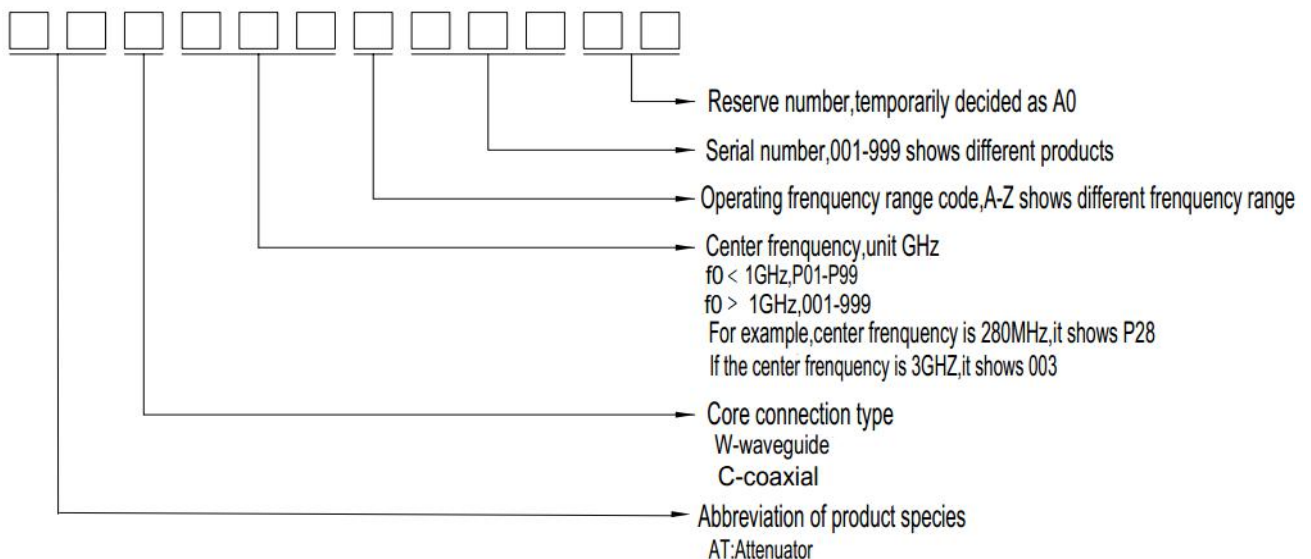 Reserve number,temporarily decided as A0
Serial number,001-999 shows different products
Operating frenquency range code,A-Z shows different frenquency range
Center frenquency,unit GHz
f0 < 1GHz,P01-P99
f0 > 1GHz,001-999
For example,center frenquency is 280MHz,it shows P28
If the center frenquency is 3GHZ,it shows 003
Core connection type
W-waveguide
C-coaxial
Abbreviation of product species
AT:Attenuator